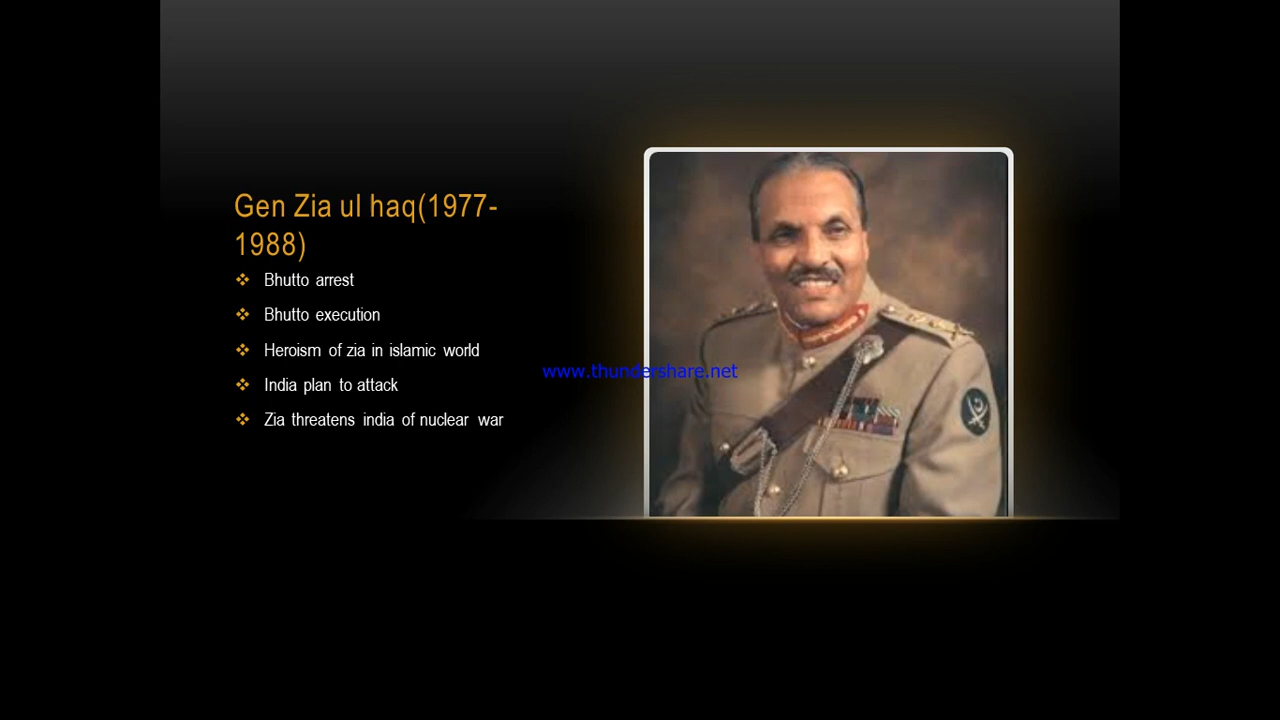 Gen Zia ul haq(1977-
1988)
Bhutto arrest
Bhutto execution
Heroism of zia in islamic world
www.thundershare.net
India plan to attack
Zia threatens india of nuclear war